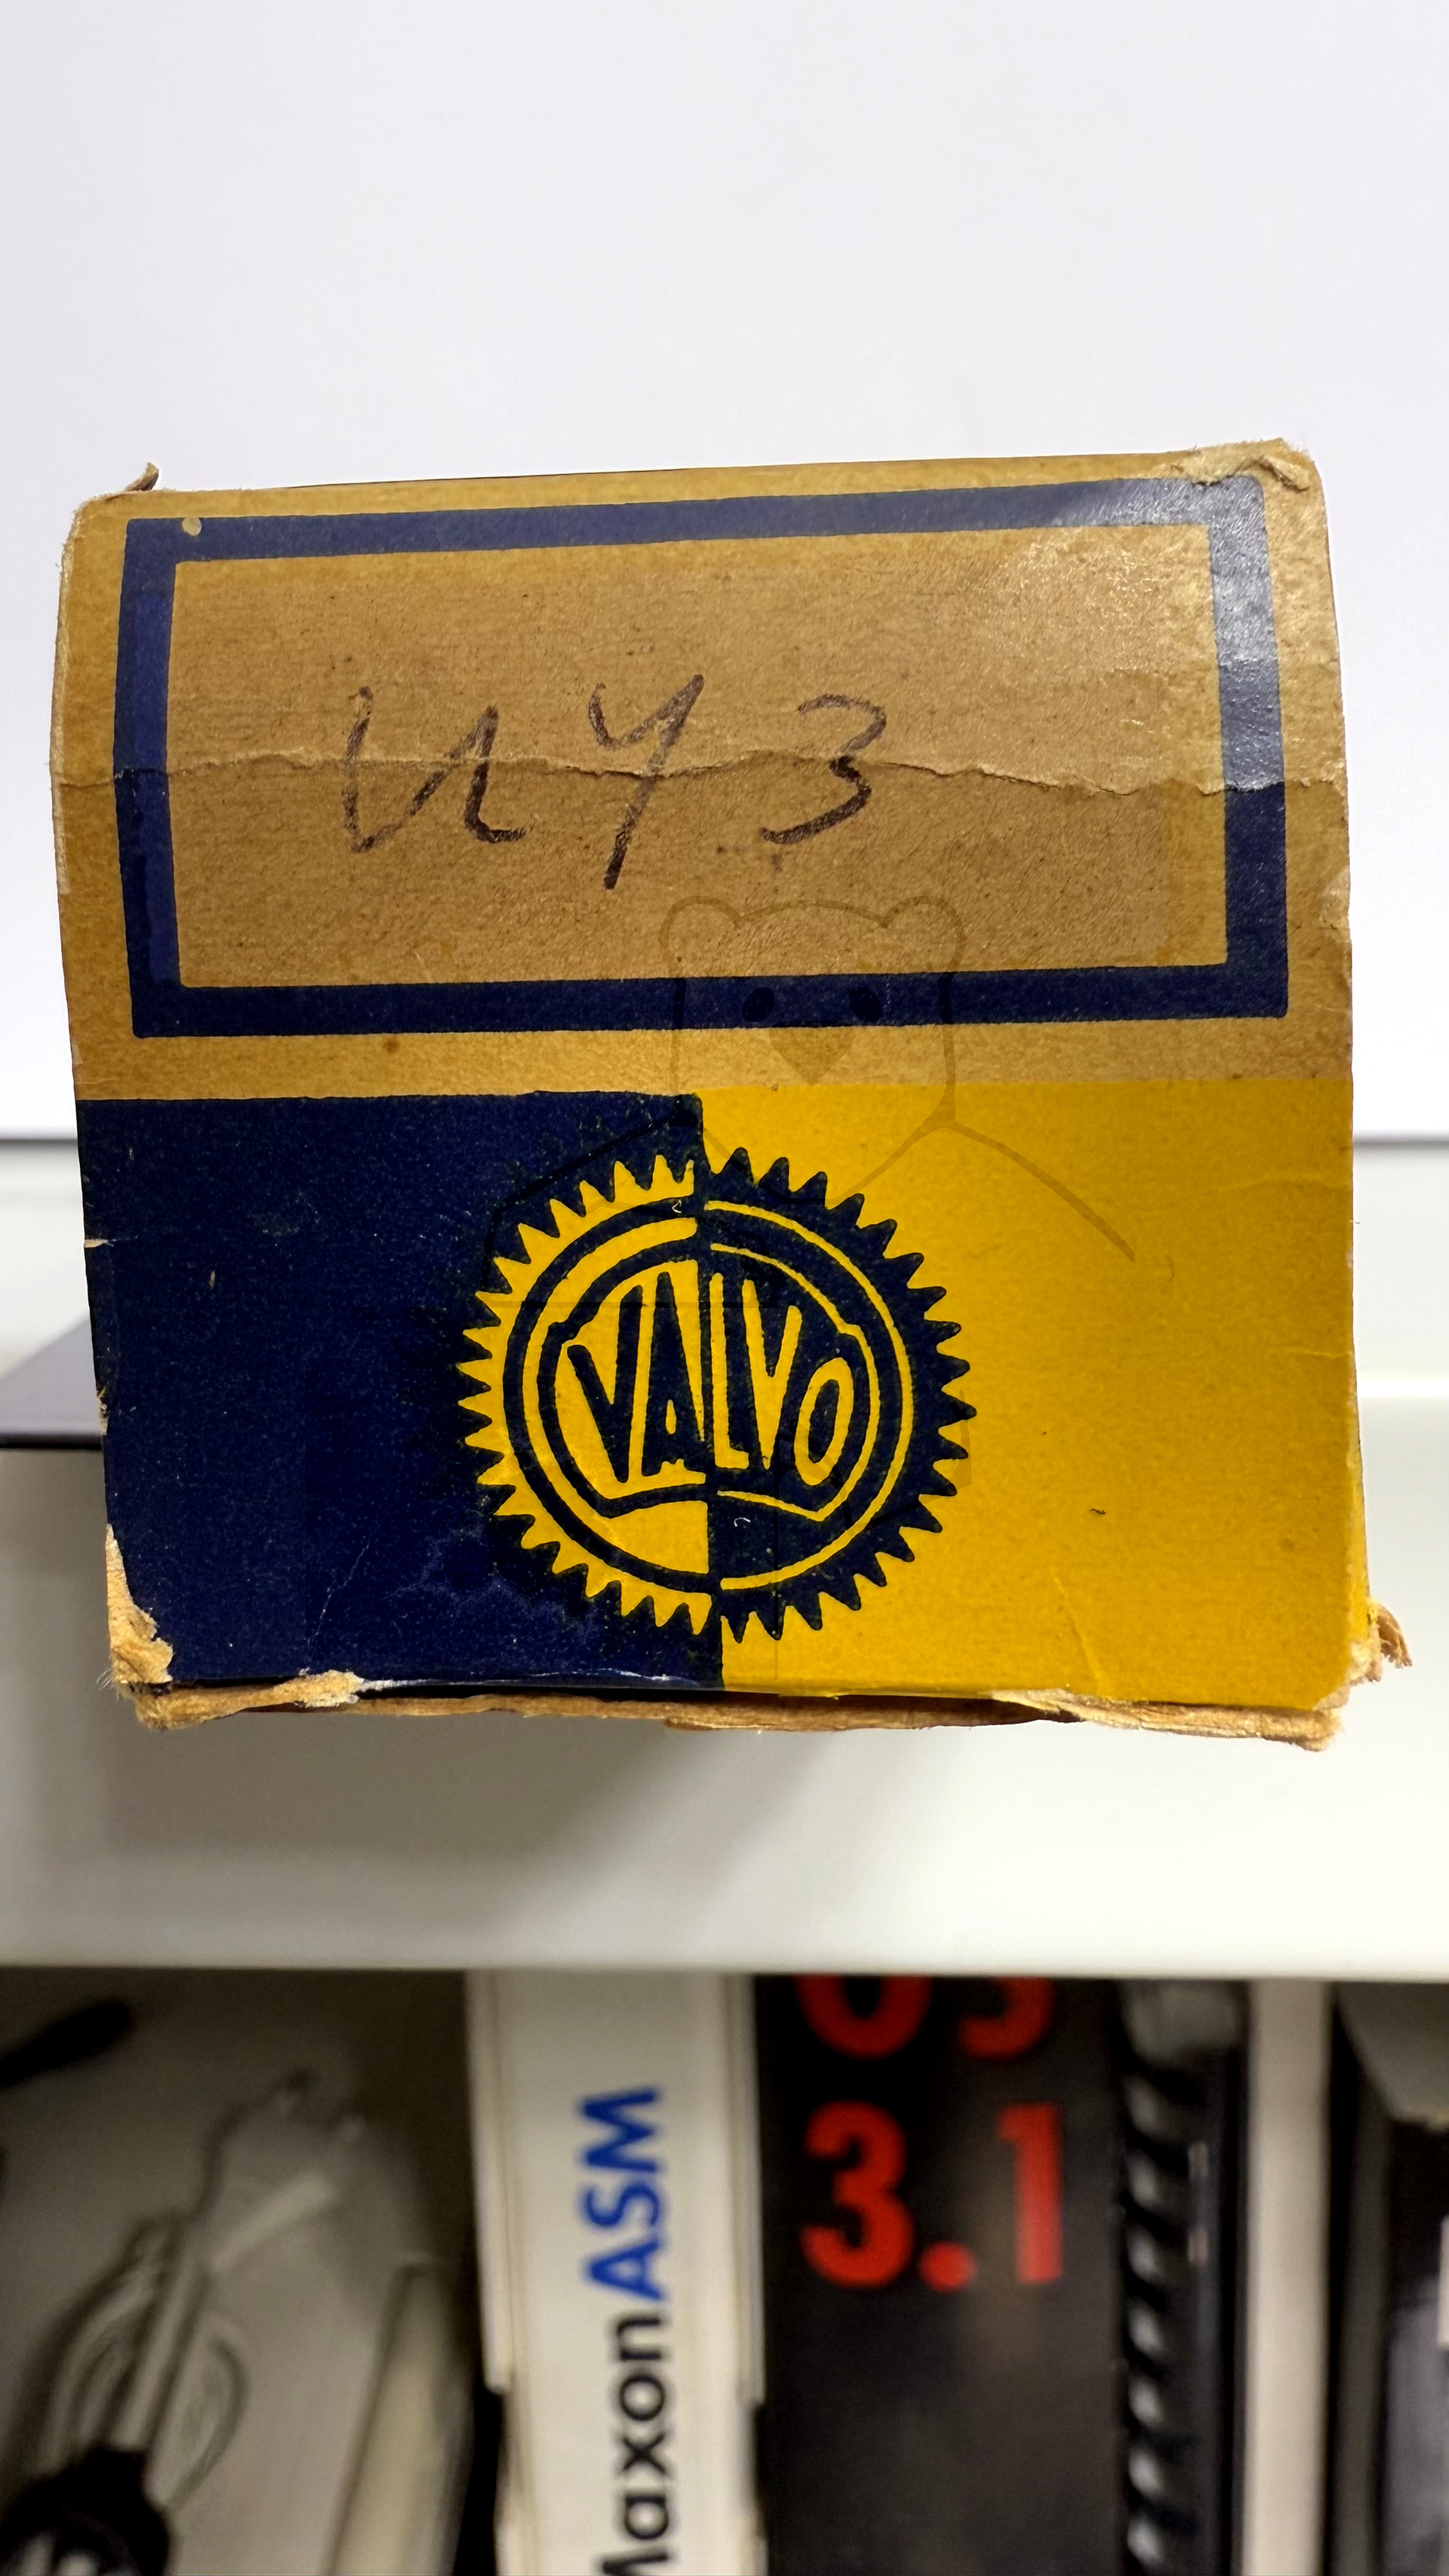 UY3
VALVO
MaxonASM
3.1